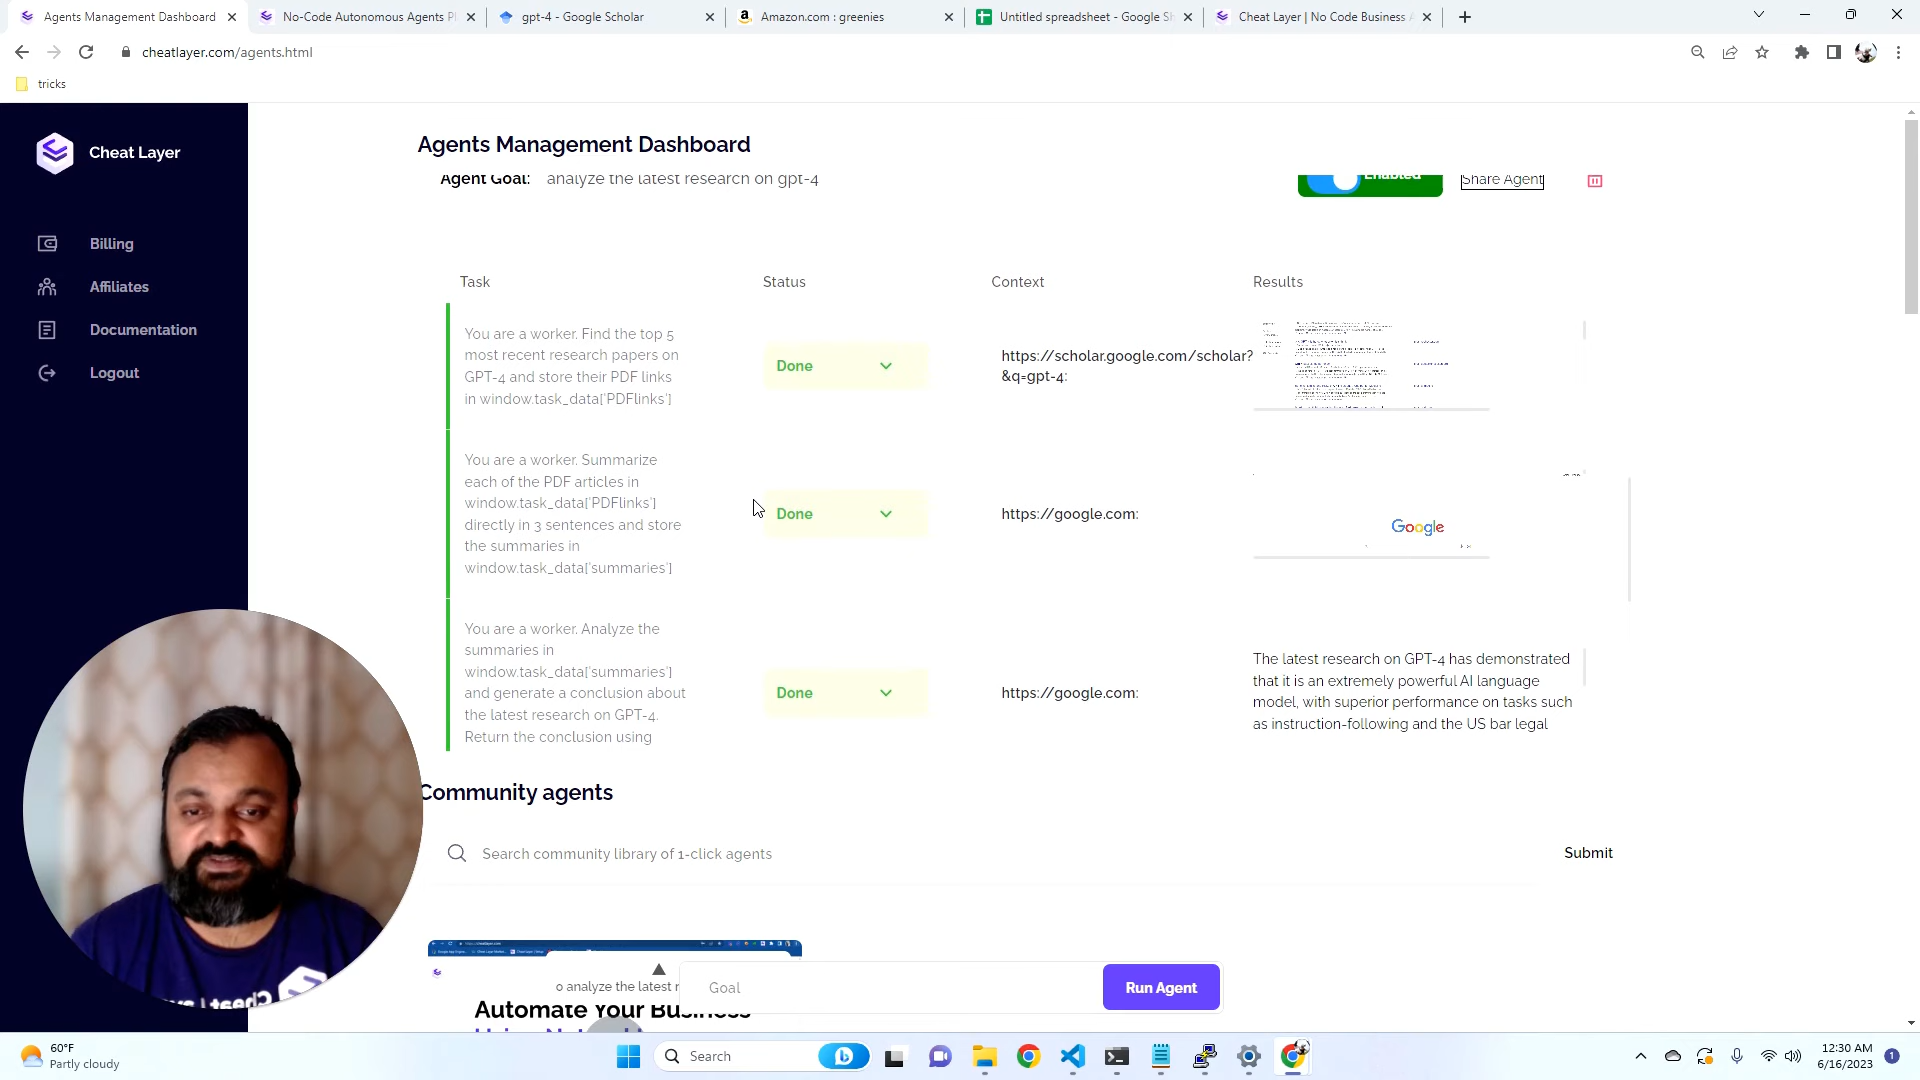 Agents Management Dashboard
No-Code Autonomous Agents Pl
gpt-4 - Google Scholar
Amazon.com : greenies
Untitled spreadsheet - Google Sh
Cheat Layer | No Code Business A
cheatlayer.com/agents.html
tricks
Cheat Layer
Billing
Affiliates
Documentation
Logout
Agents Management Dashboard
Agent Goal: analyze the latest research on gpt-4
Enabled
Share Agent
Task Status Context Results
You are a worker. Find the top 5
most recent research papers on
GPT-4 and store their PDF links
in window.task_data['PDFlinks']
Done
https://scholar.google.com/scholar?
&q=gpt-4:
You are a worker. Summarize
each of the PDF articles in
window.task_data['PDFlinks']
directly in 3 sentences and store
the summaries in
window.task_data['summaries']
Done
https://google.com:
Google
You are a worker. Analyze the
summaries in
window.task_data['summaries']
and generate a conclusion about
the latest research on GPT-4.
Return the conclusion using
Done
https://google.com:
The latest research on GPT-4 has demonstrated
that it is an extremely powerful AI language
model, with superior performance on tasks such
as instruction-following and the US bar legal
Community agents
Search community library of 1-click agents
Submit
o analyze the latest r
Automate Your Business
Goal
Run Agent
60°F
Partly cloudy
Search
12:30 AM
6/16/2023
1